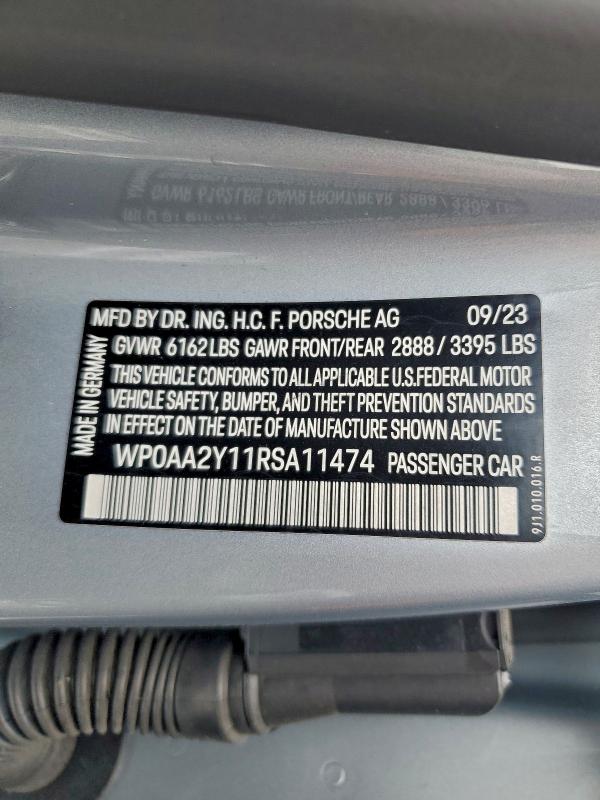 MFD BY DR. ING. H.C. F. PORSCHE AG 09/23
GVWR 6162 LBS GAWR FRONT/REAR 2888 / 3395 LBS
THIS VEHICLE CONFORMS TO ALL APPLICABLE U.S.FEDERAL MOTOR
VEHICLE SAFETY, BUMPER, AND THEFT PREVENTION STANDARDS
IN EFFECT ON THE DATE OF MANUFACTURE SHOWN ABOVE
WP0AA2Y11RSA11474 PASSENGER CAR
MADE IN GERMANY
9J1.010.016.R